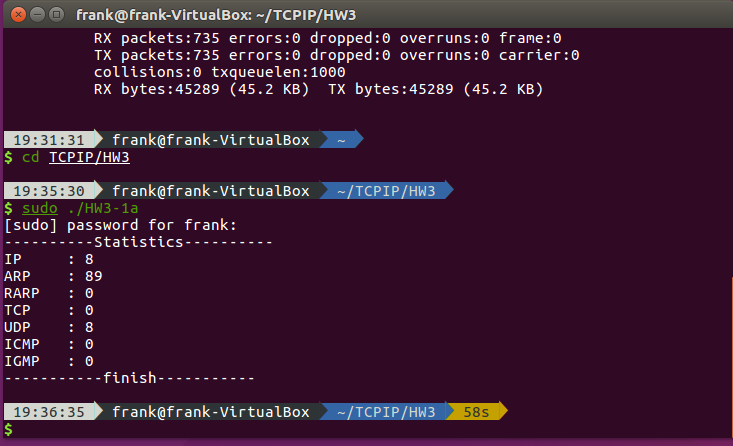 frank@frank-VirtualBox: ~/TCPIP/HW3
RX packets:735 errors:0 dropped:0 overruns:0 frame:0
TX packets:735 errors:0 dropped:0 overruns:0 carrier:0
collisions:0 txqueuelen:1000
RX bytes:45289 (45.2 KB)  TX bytes:45289 (45.2 KB)
19:31:31 frank@frank-VirtualBox ~
$ cd TCPIP/HW3
19:35:30 frank@frank-VirtualBox ~/TCPIP/HW3
$ sudo ./HW3-1a
[sudo] password for frank:
----------Statistics----------
IP     : 8
ARP    : 89
RARP   : 0
TCP    : 0
UDP    : 8
ICMP   : 0
IGMP   : 0
-----------finish-----------
19:36:35 frank@frank-VirtualBox ~/TCPIP/HW3 58s
$